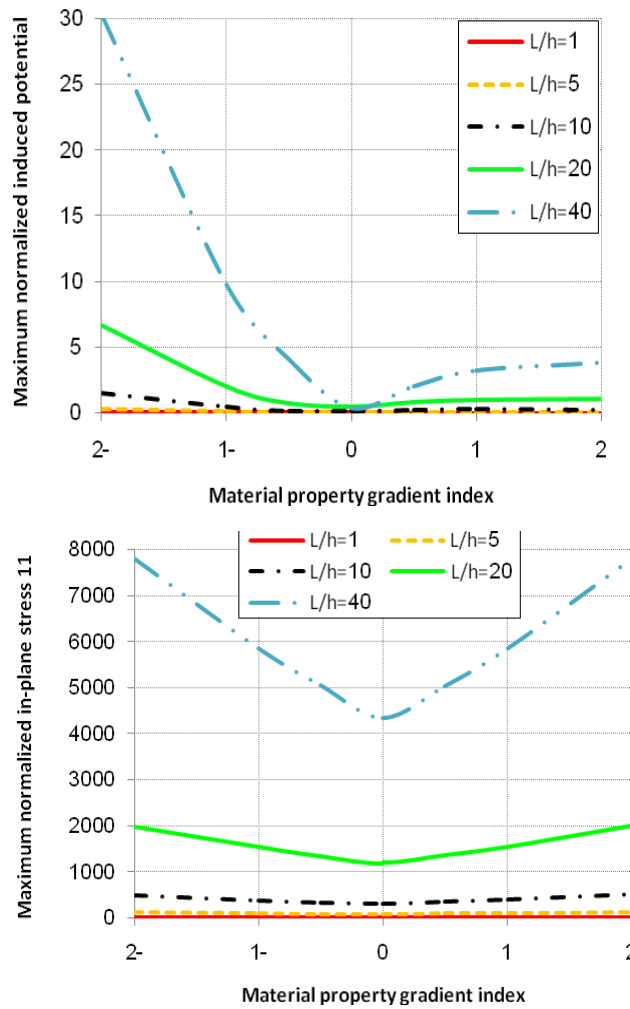 Maximum normalized induced potential
30
25
20
15
10
5
0
L/h=1
L/h=5
L/h=10
L/h=20
L/h=40
2- 1- 0 1 2
Material property gradient index
Maximum normalized in-plane stress 11
L/h=1 L/h=5
L/h=10 L/h=20
L/h=40
8000
7000
6000
5000
4000
3000
2000
1000
0
2- 1- 0 1 2
Material property gradient index